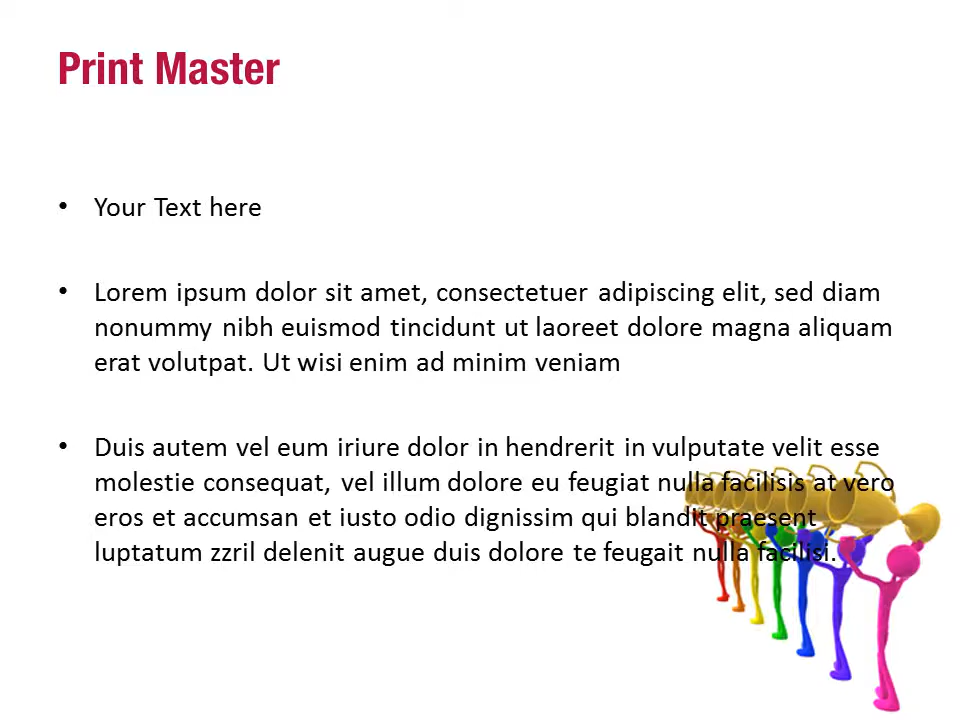 Print Master
• Your Text here
• Lorem ipsum dolor sit amet, consectetuer adipiscing elit, sed diam
nonummy nibh euismod tincidunt ut laoreet dolore magna aliquam
erat volutpat. Ut wisi enim ad minim veniam
• Duis autem vel eum iriure dolor in hendrerit in vulputate velit esse
molestie consequat, vel illum dolore eu feugiat nulla facilisis at vero
eros et accumsan et iusto odio dignissim qui blandit praesent
luptatum zzril delenit augue duis dolore te feugait nulla facilisi.